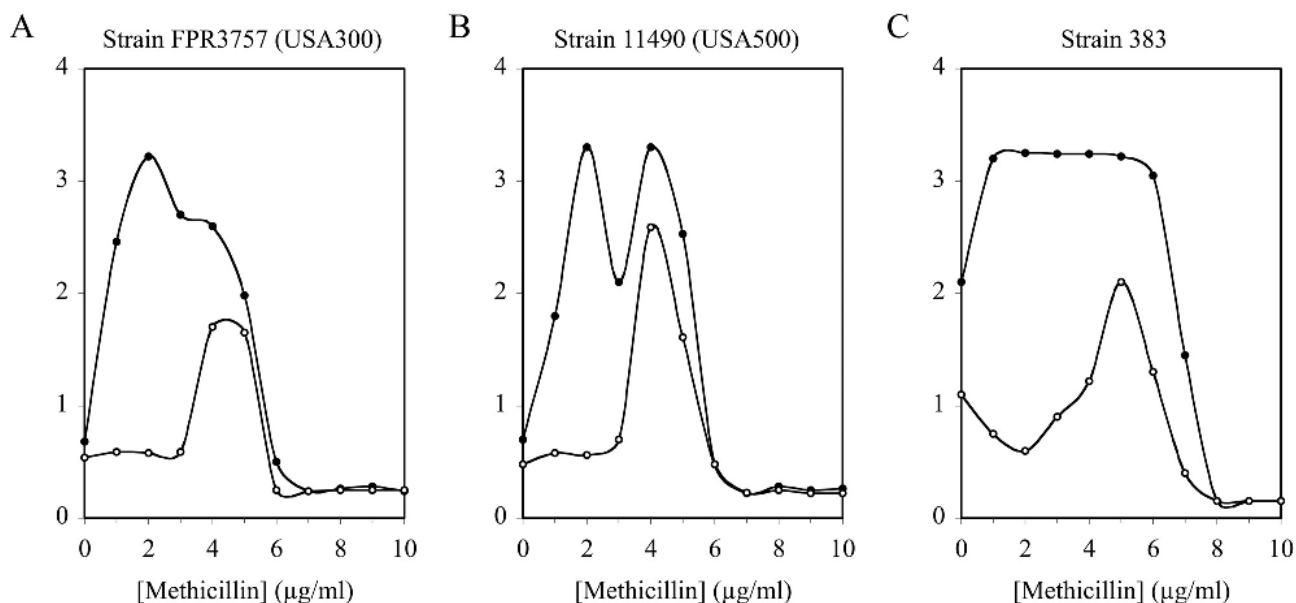 A Strain FPR3757 (USA300)
4
3
2
1
0
0 2 4 6 8 10
[Methicillin] (µg/ml)
B Strain 11490 (USA500)
4
3
2
1
0
0 2 4 6 8 10
[Methicillin] (µg/ml)
C Strain 383
4
3
2
1
0
0 2 4 6 8 10
[Methicillin] (µg/ml)